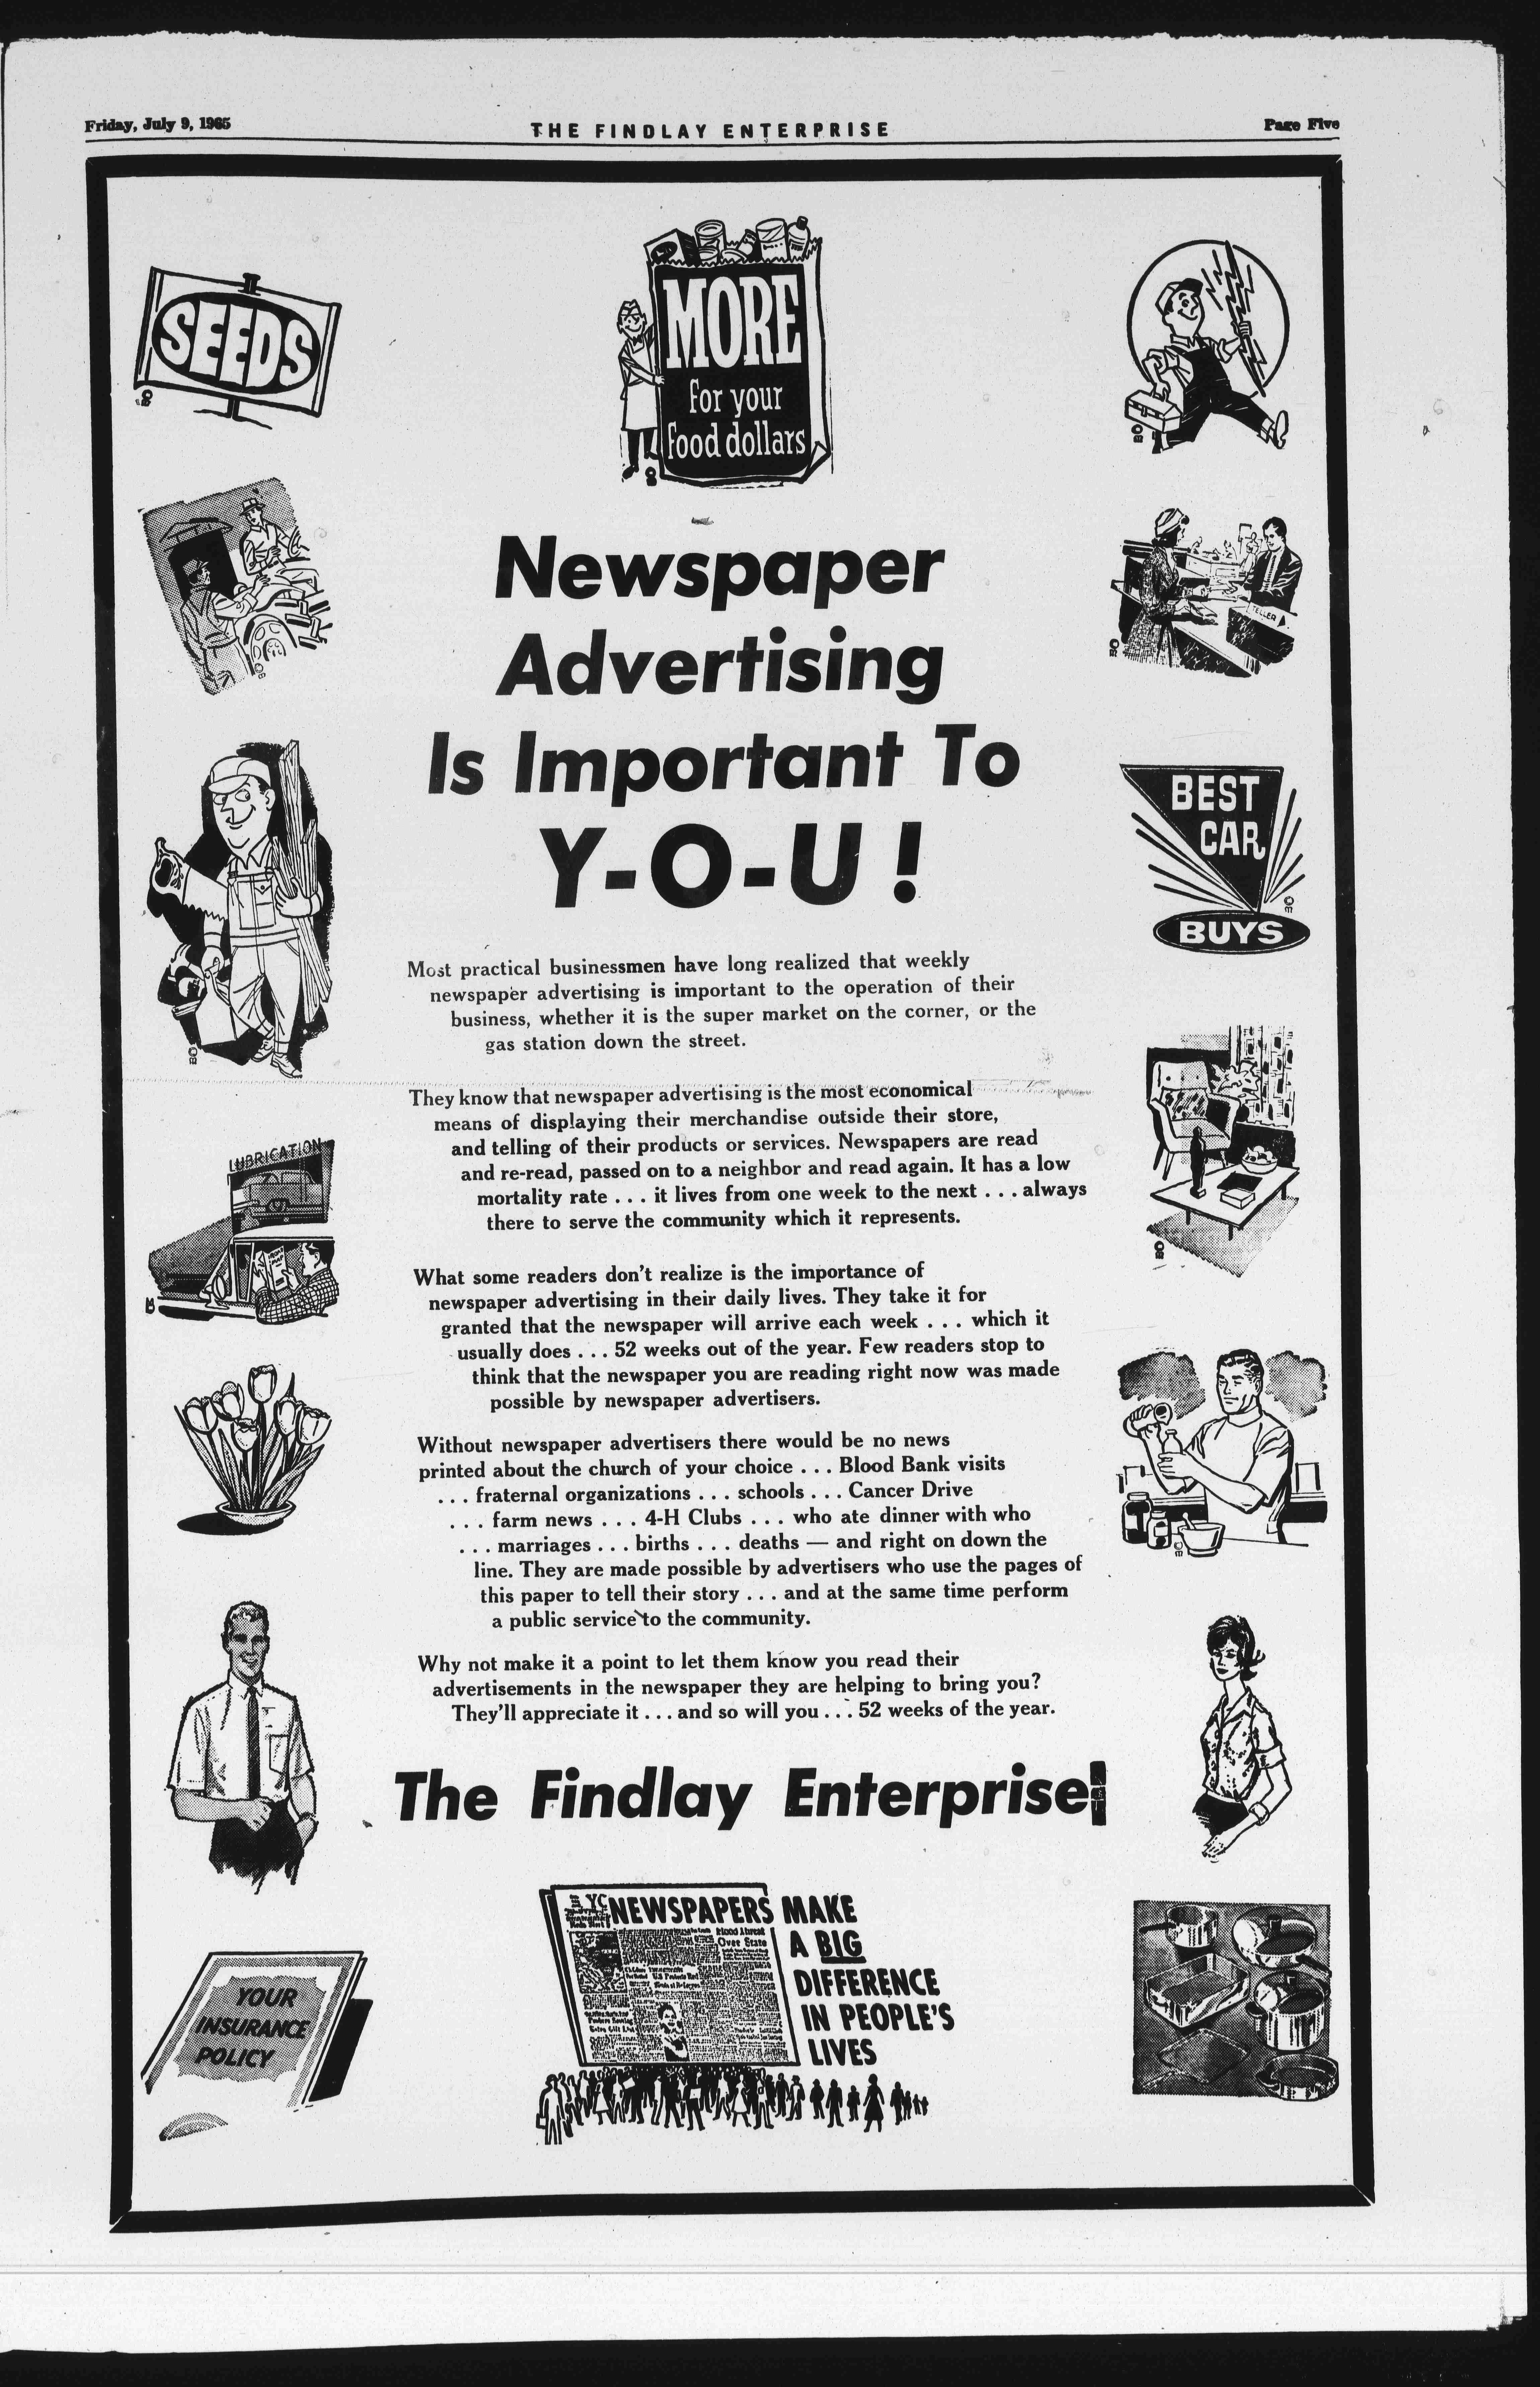 Friday, July 9, 1965
THE FINDLAY ENTERPRISE
Page Five
SEEDS
MORE
for your
food dollars
TELLER
BEST
CAR
BUYS
LUBRICATION
Newspaper
Advertising
Is Important To
Y-O-U!
Most practical businessmen have long realized that weekly
newspaper advertising is important to the operation of their
business, whether it is the super market on the corner, or the
gas station down the street.
They know that newspaper advertising is the most economical
means of displaying their merchandise outside their store,
and telling of their products or services. Newspapers are read
and re-read, passed on to a neighbor and read again. It has a low
mortality rate . . . it lives from one week to the next . . . always
there to serve the community which it represents.
What some readers don't realize is the importance of
newspaper advertising in their daily lives. They take it for
granted that the newspaper will arrive each week . . . which it
usually does . . . 52 weeks out of the year. Few readers stop to
think that the newspaper you are reading right now was made
possible by newspaper advertisers.
Without newspaper advertisers there would be no news
printed about the church of your choice . . . Blood Bank visits
. . . fraternal organizations . . . schools . . . Cancer Drive
. . . farm news . . . 4-H Clubs . . . who ate dinner with who
. . . marriages . . . births . . . deaths — and right on down the
line. They are made possible by advertisers who use the pages of
this paper to tell their story . . . and at the same time perform
a public service to the community.
Why not make it a point to let them know you read their
advertisements in the newspaper they are helping to bring you?
They'll appreciate it . . . and so will you . . . 52 weeks of the year.
The Findlay Enterprise
YOUR
INSURANCE
POLICY
NEWSPAPERS MAKE
A BIG
DIFFERENCE
IN PEOPLE'S
LIVES
Over State